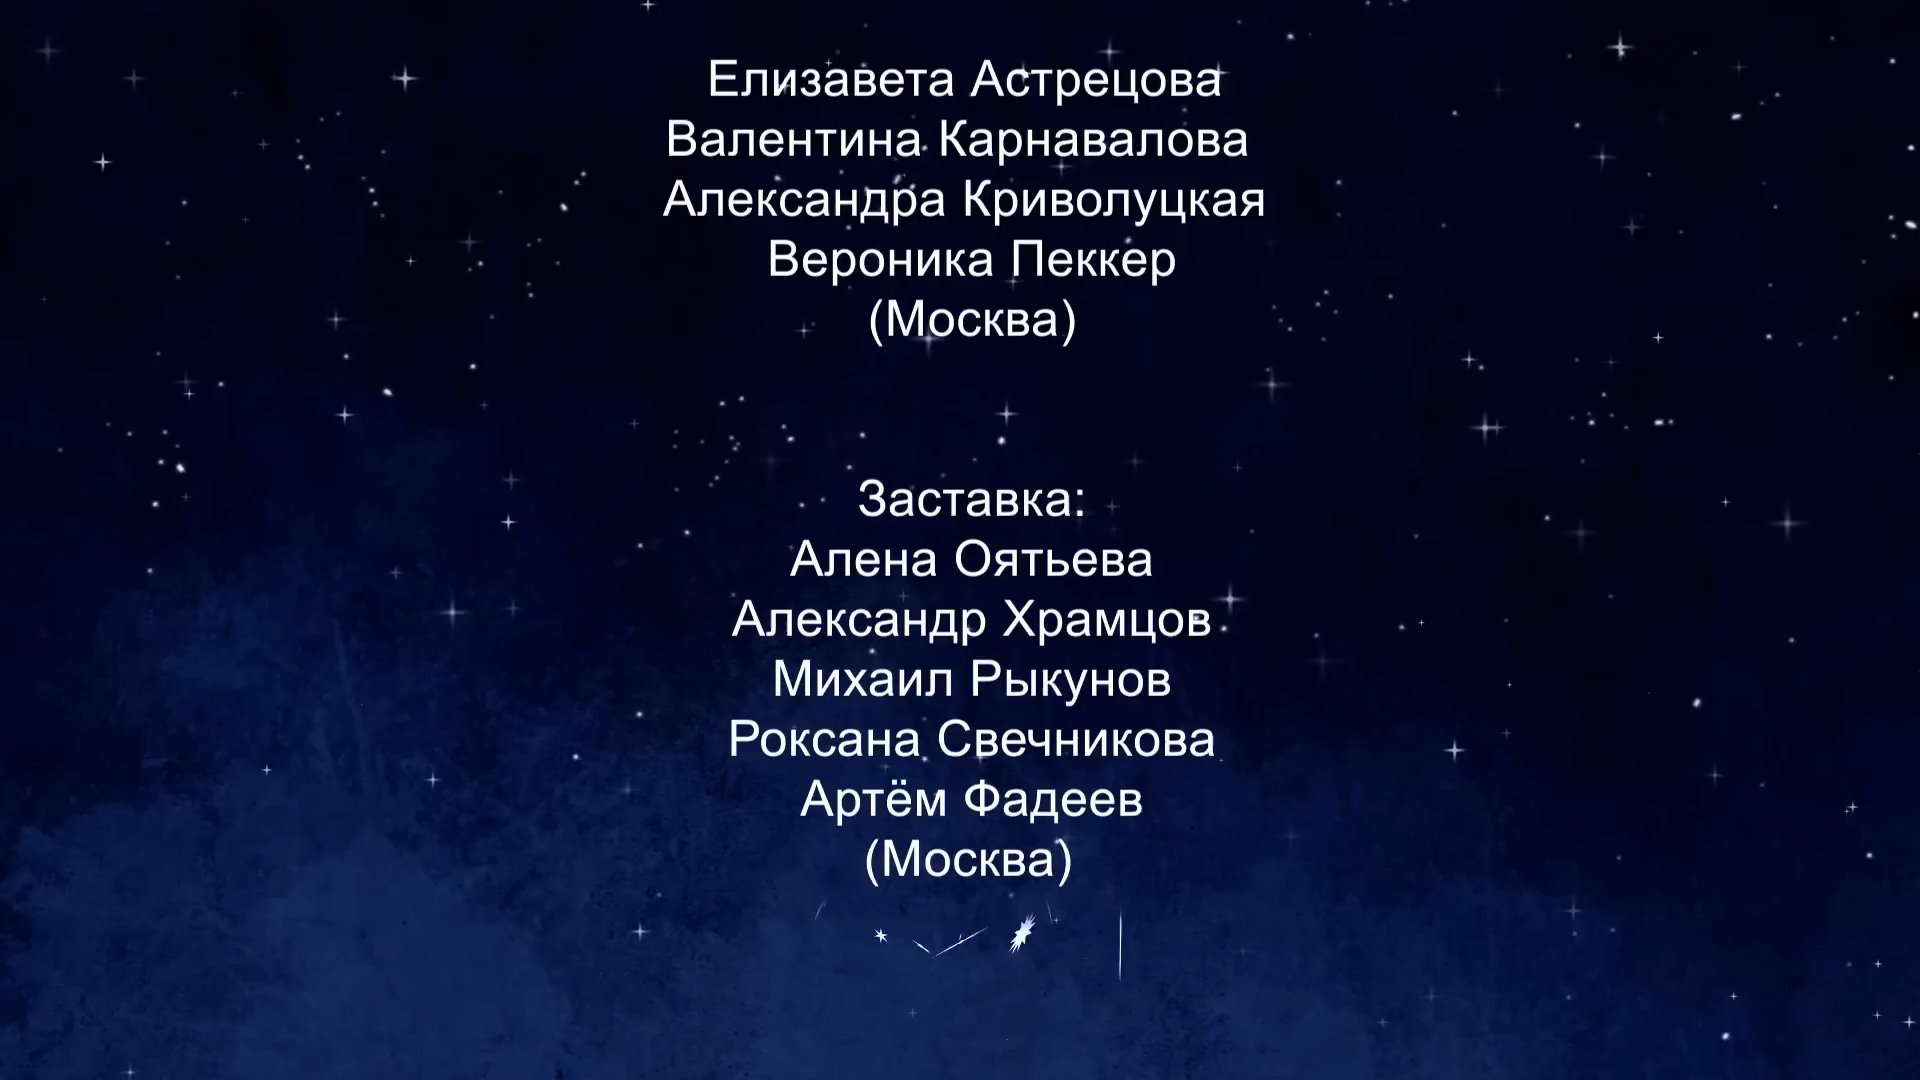 Елизавета Астрецова
Валентина Карнавалова
Александра Криволуцкая
Вероника Пеккер
(Москва)
Заставка:
Алена Оятьева
Александр Храмцов
Михаил Рыкунов
Роксана Свечникова
Артём Фадеев
(Москва)